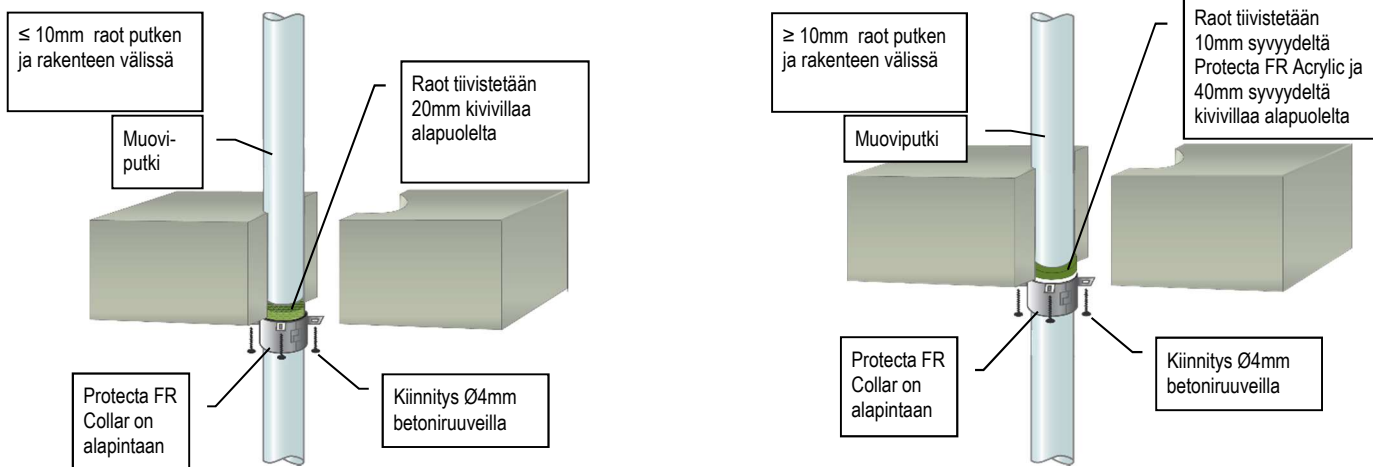 ≤ 10mm raot putken
ja rakenteen välissä
Muovi-
putki
Raot tiivistetään
20mm kivivillaa
alapuolelta
Protecta FR
Collar on
alapintaan
Kiinnitys Ø4mm
betoniruuveilla
≥ 10mm raot putken
ja rakenteen välissä
Muoviputki
Raot tiivistetään
10mm syvyydeltä
Protecta FR Acrylic ja
40mm syvyydeltä
kivivillaa alapuolelta
Protecta FR
Collar on
alapintaan
Kiinnitys Ø4mm
betoniruuveilla